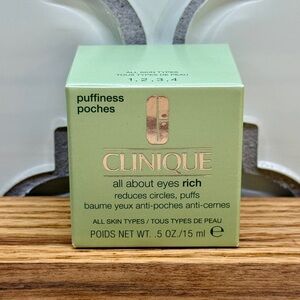 ALL SKIN TYPES
TOUS TYPES DE PEAU
1, 2, 3, 4
puffiness
poches
CLINIQUE
all about eyes rich
reduces circles, puffs
baume yeux anti-poches anti-cernes
ALL SKIN TYPES / TOUS TYPES DE PEAU
POIDS NET WT. .5 OZ./15 ml ℮